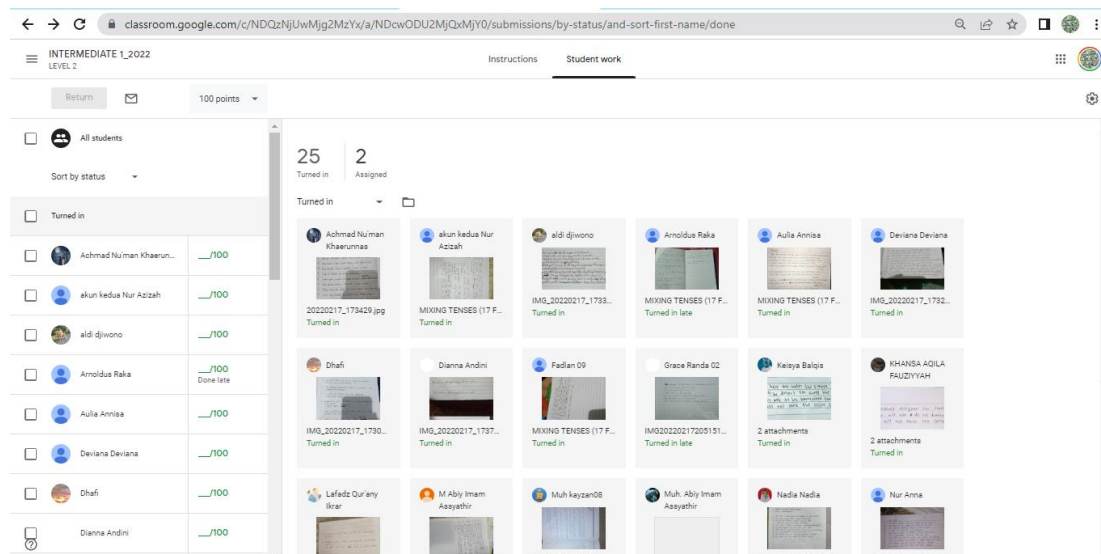 classroom.google.com/c/NDQzNjUwMjg2MzYx/a/NDcwODU2MjQxMjY0/submissions/by-status/and-sort-first-name/done
INTERMEDIATE 1_2022
LEVEL 2
Instructions
Student work
Return
100 points
All students
Sort by status
Turned in
Achmad Nu'man Khaerun...
__/100
akun kedua Nur Azizah
__/100
aldi djiwono
__/100
Arnoldus Raka
__/100
Done late
Aulia Annisa
__/100
Deviana Deviana
__/100
Dhafi
__/100
Dianna Andini
__/100
25
Turned in
2
Assigned
Turned in
Achmad Nu'man
Khaerunnas
20220217_173429.jpg
Turned in
akun kedua Nur
Azizah
MIXING TENSES (17 F...
Turned in
aldi djiwono
IMG_20220217_1733...
Turned in
Arnoldus Raka
MIXING TENSES (17 F...
Turned in late
Aulia Annisa
MIXING TENSES (17 F...
Turned in
Deviana Deviana
IMG_20220217_1732...
Turned in
Dhafi
IMG_20220217_1730...
Turned in
Dianna Andini
IMG_20220217_1737...
Turned in
Fadlan 09
MIXING TENSES (17 F...
Turned in
Grace Randa 02
IMG20220217205151...
Turned in late
Keisya Balqis
2 attachments
Turned in
KHANSA AQILA
FAUZIYYAH
2 attachments
Turned in
Lafadz Qur'any
Ikrar
M Abiy Imam
Assyathir
Muh kayzan08
Muh. Abiy Imam
Assyathir
Nadia Nadia
Nur Anna